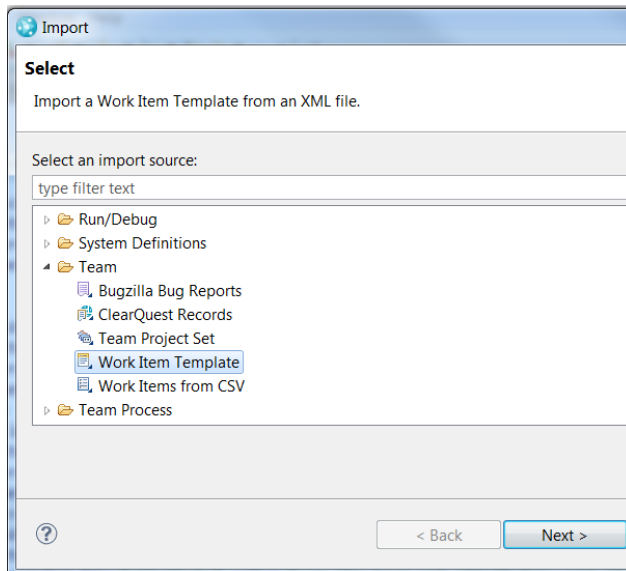 Import
Select
Import a Work Item Template from an XML file.
Select an import source:
type filter text
Run/Debug
System Definitions
Team
Bugzilla Bug Reports
ClearQuest Records
Team Project Set
Work Item Template
Work Items from CSV
Team Process
?
< Back Next >